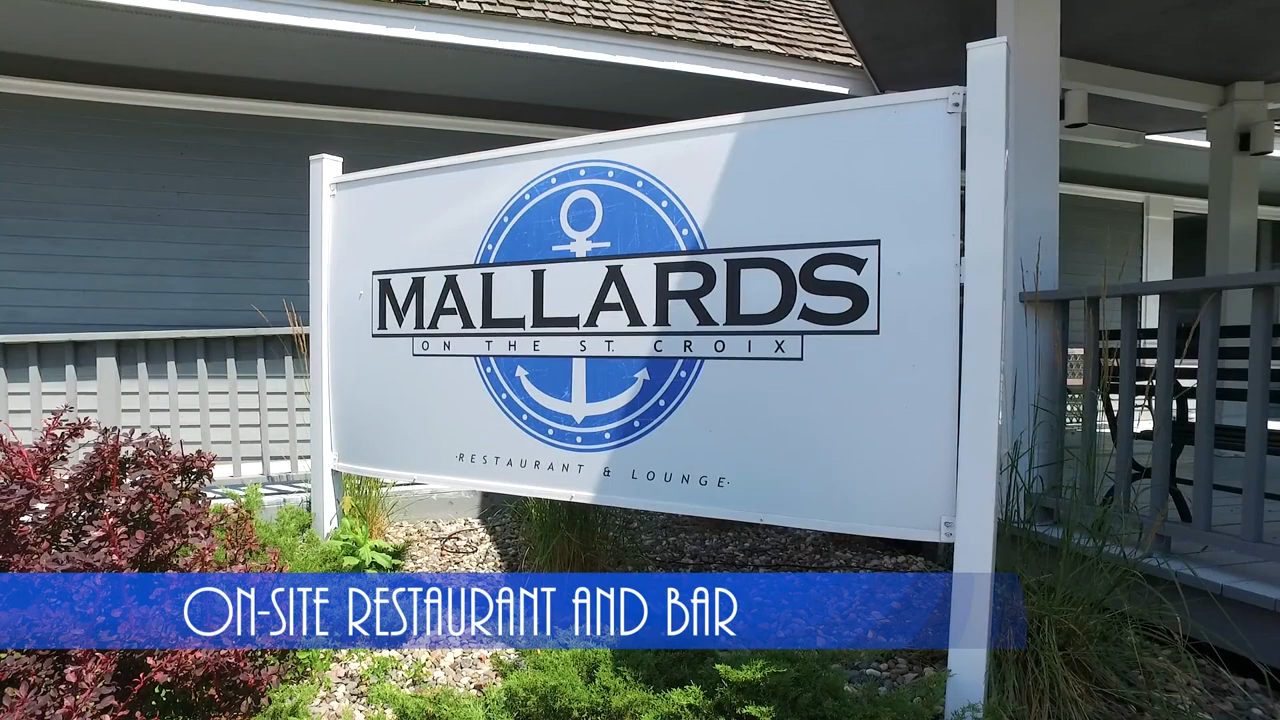 MALLARDS
ON THE ST. CROIX
·RESTAURANT & LOUNGE·
ON-SITE RESTAURANT AND BAR